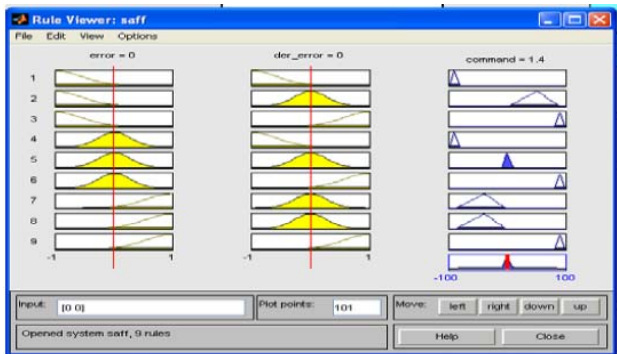 Rule Viewer: saff
File Edit View Options
error = 0 der_error = 0 command = 1.4
1
2
3
4
5
6
7
8
9
-1 1 -1 1
-100 100
Input: [0 0] Plot points: 101 Move: left right down up
Opened system saff, 9 rules Help Close